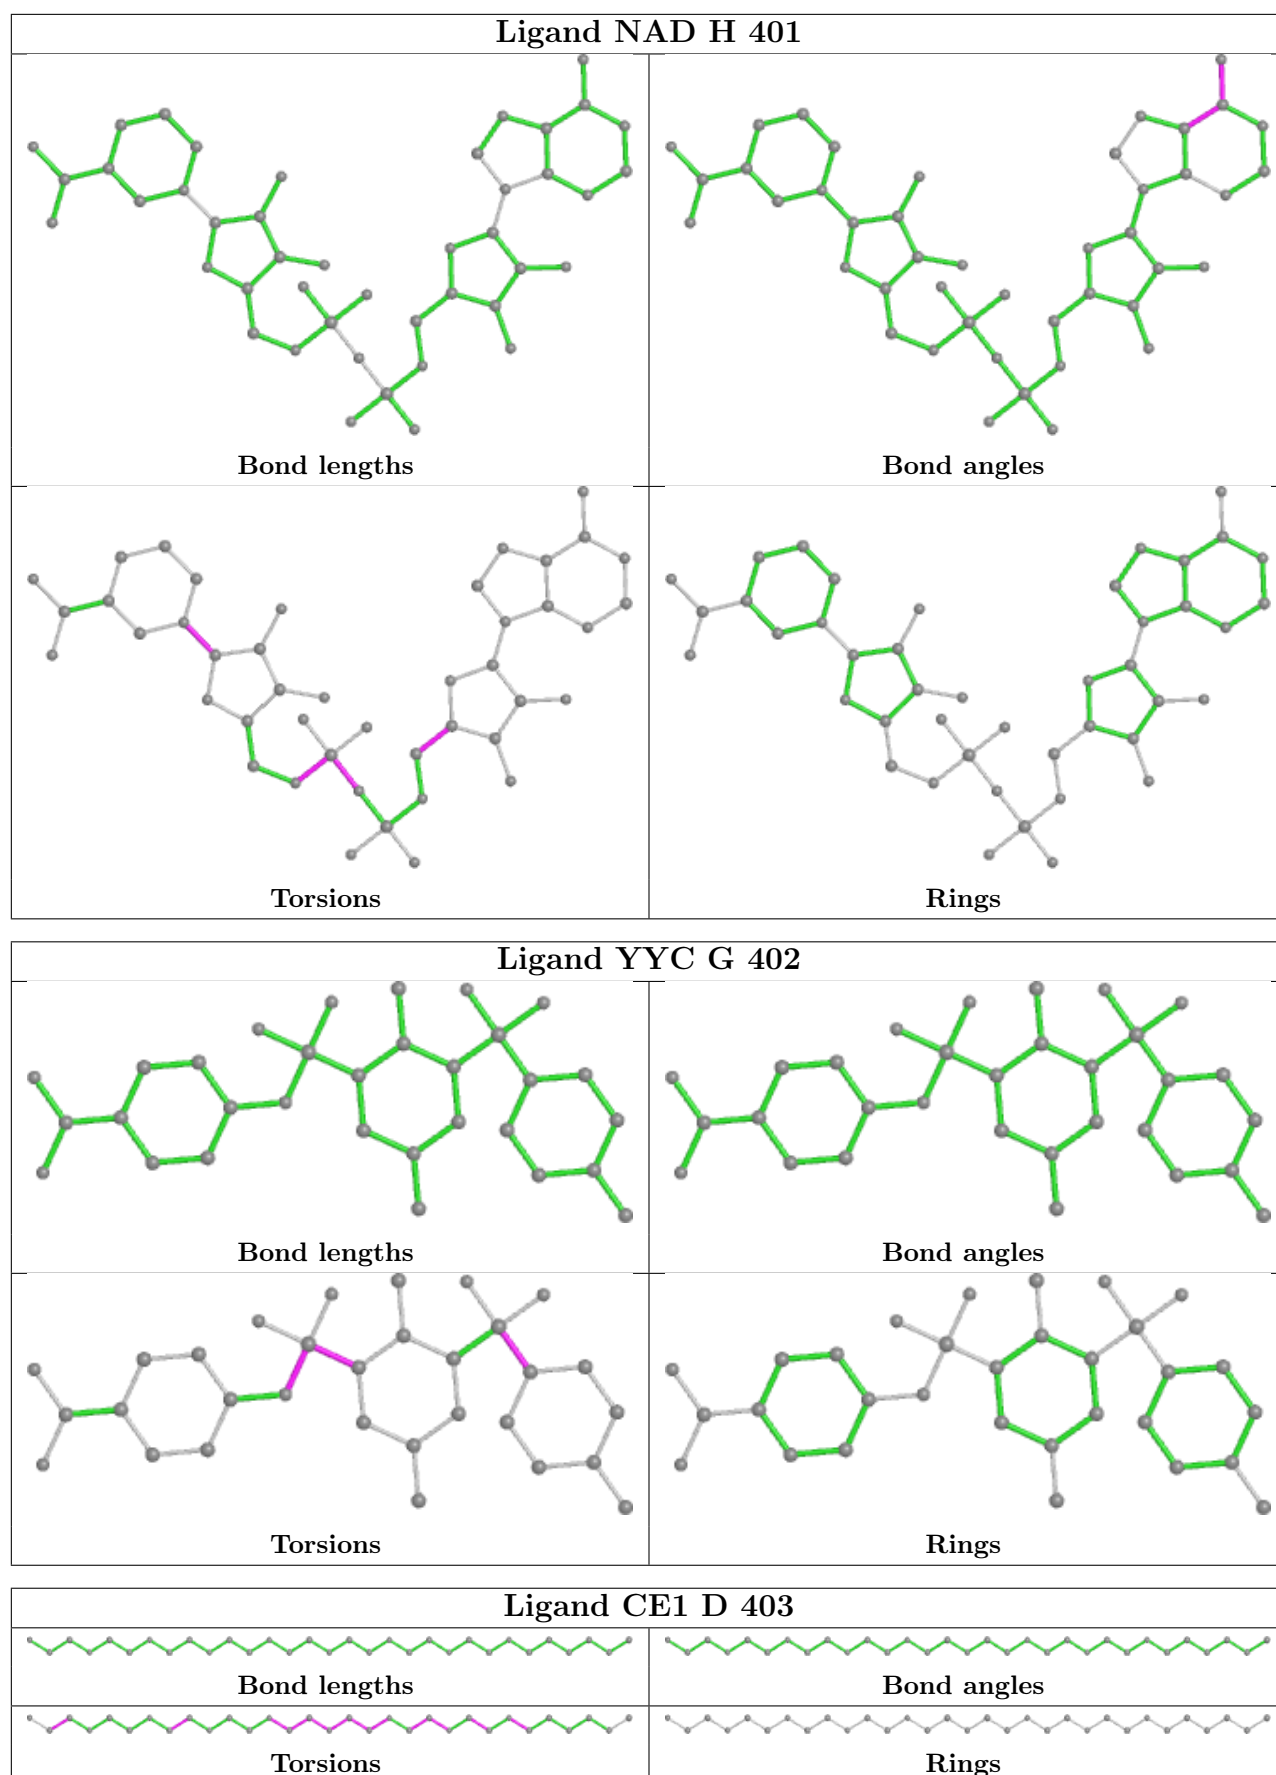 Ligand NAD H 401
Bond lengths
Bond angles
Torsions
Rings
Ligand YYC G 402
Bond lengths
Bond angles
Torsions
Rings
Ligand CE1 D 403
Bond lengths
Bond angles
Torsions
Rings